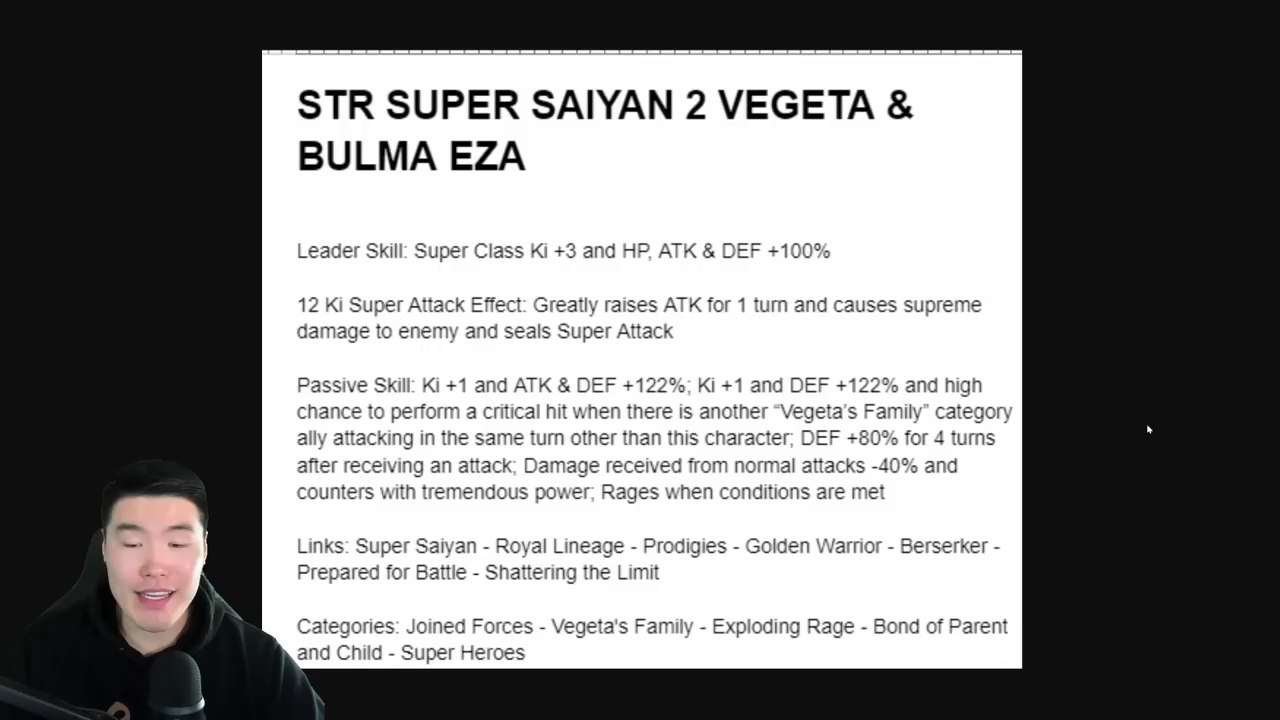 STR SUPER SAIYAN 2 VEGETA &
BULMA EZA
Leader Skill: Super Class Ki +3 and HP, ATK & DEF +100%
12 Ki Super Attack Effect: Greatly raises ATK for 1 turn and causes supreme
damage to enemy and seals Super Attack
Passive Skill: Ki +1 and ATK & DEF +122%; Ki +1 and DEF +122% and high
chance to perform a critical hit when there is another “Vegeta’s Family” category
ally attacking in the same turn other than this character; DEF +80% for 4 turns
after receiving an attack; Damage received from normal attacks -40% and
counters with tremendous power; Rages when conditions are met
Links: Super Saiyan - Royal Lineage - Prodigies - Golden Warrior - Berserker -
Prepared for Battle - Shattering the Limit
Categories: Joined Forces - Vegeta's Family - Exploding Rage - Bond of Parent
and Child - Super Heroes